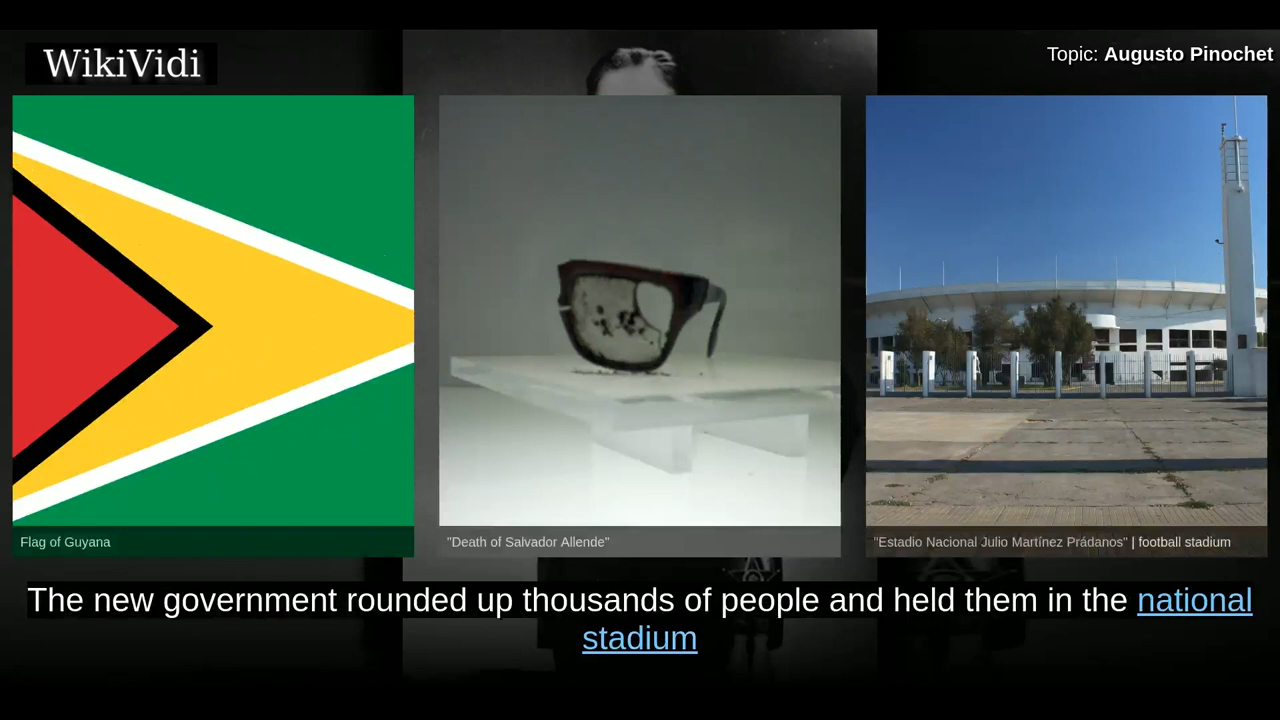 WikiVidi
Topic: Augusto Pinochet
Flag of Guyana
"Death of Salvador Allende"
"Estadio Nacional Julio Martínez Prádanos" | football stadium
The new government rounded up thousands of people and held them in the national
stadium